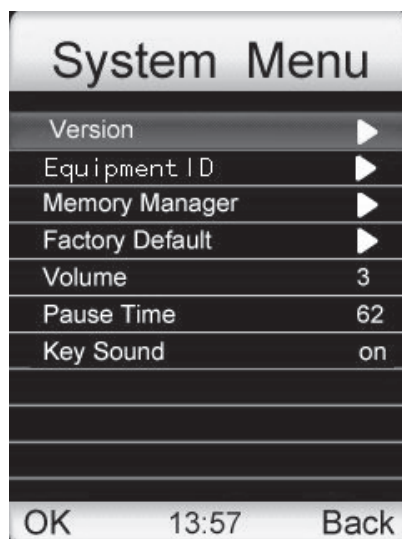 System Menu
Version
Equipment ID
Memory Manager
Factory Default
Volume 3
Pause Time 62
Key Sound on
OK 13:57 Back